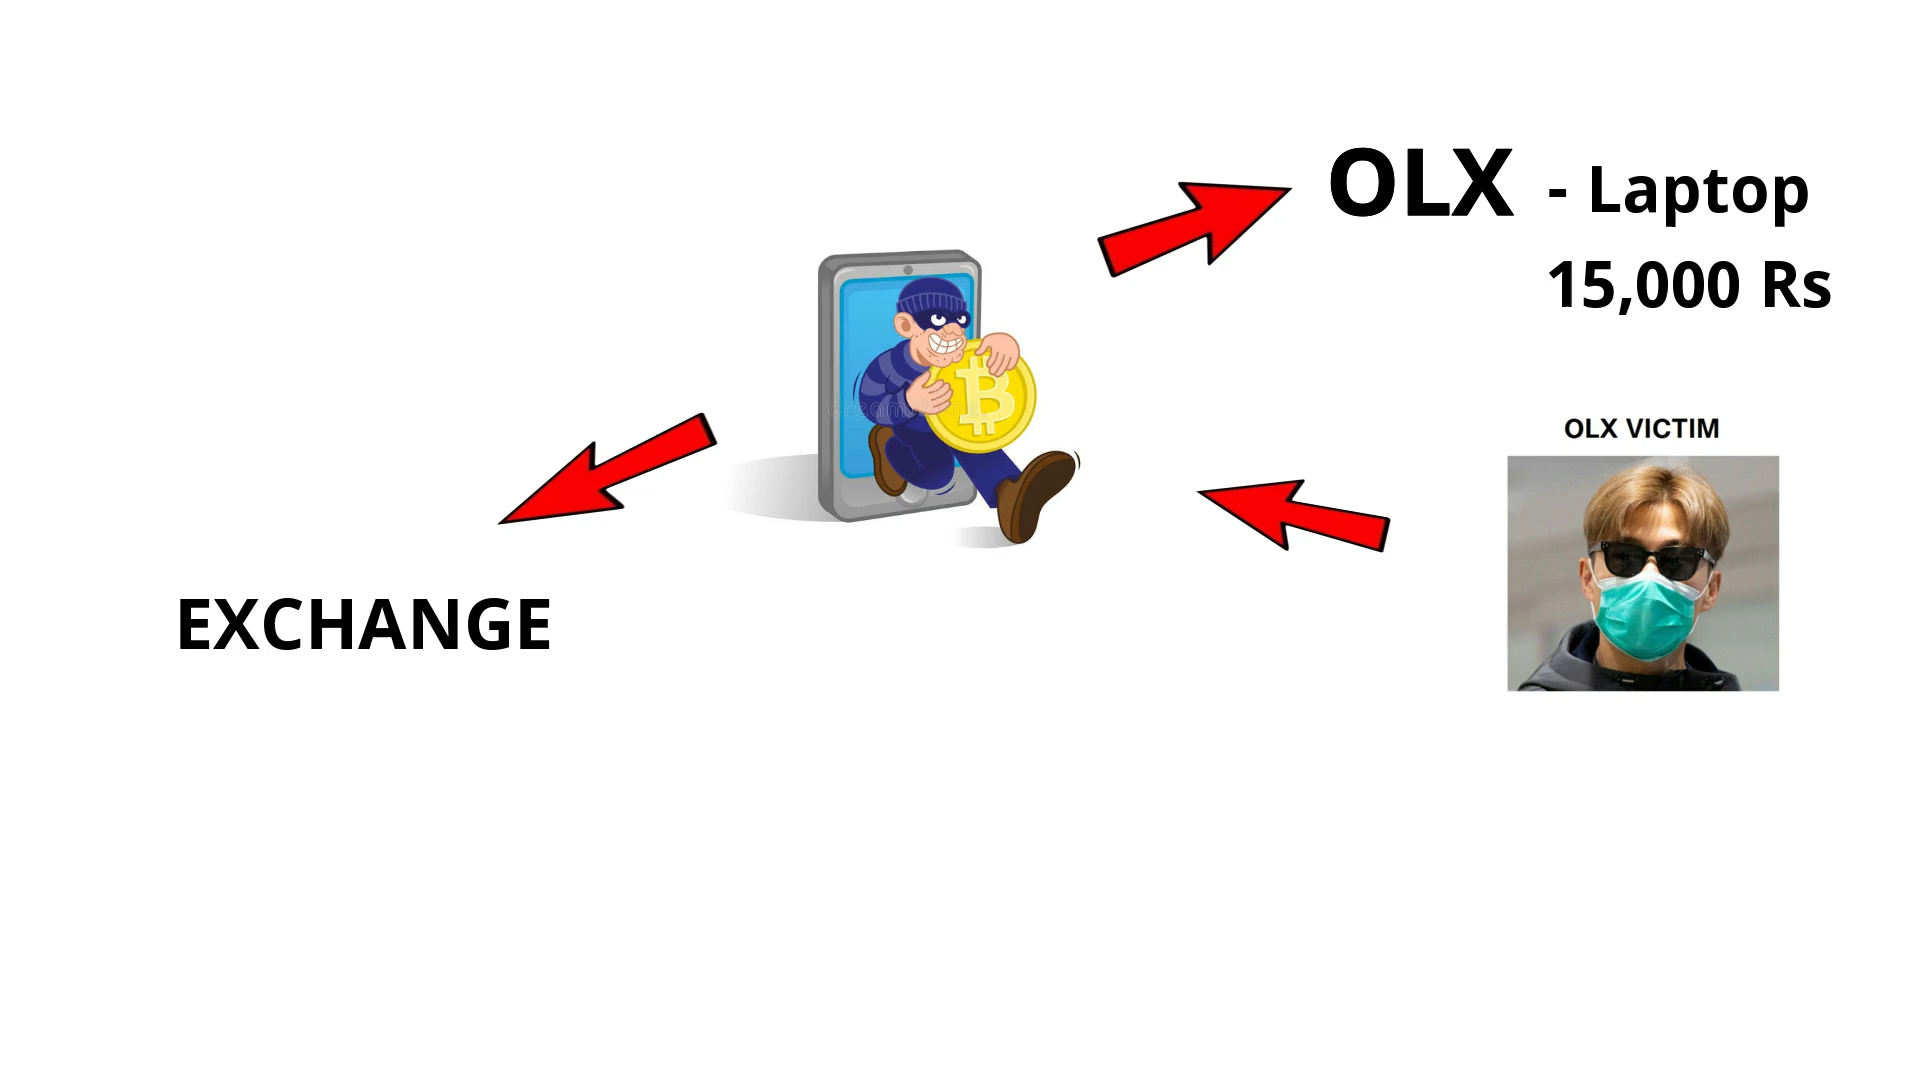 OLX - Laptop
15,000 Rs
OLX VICTIM
EXCHANGE